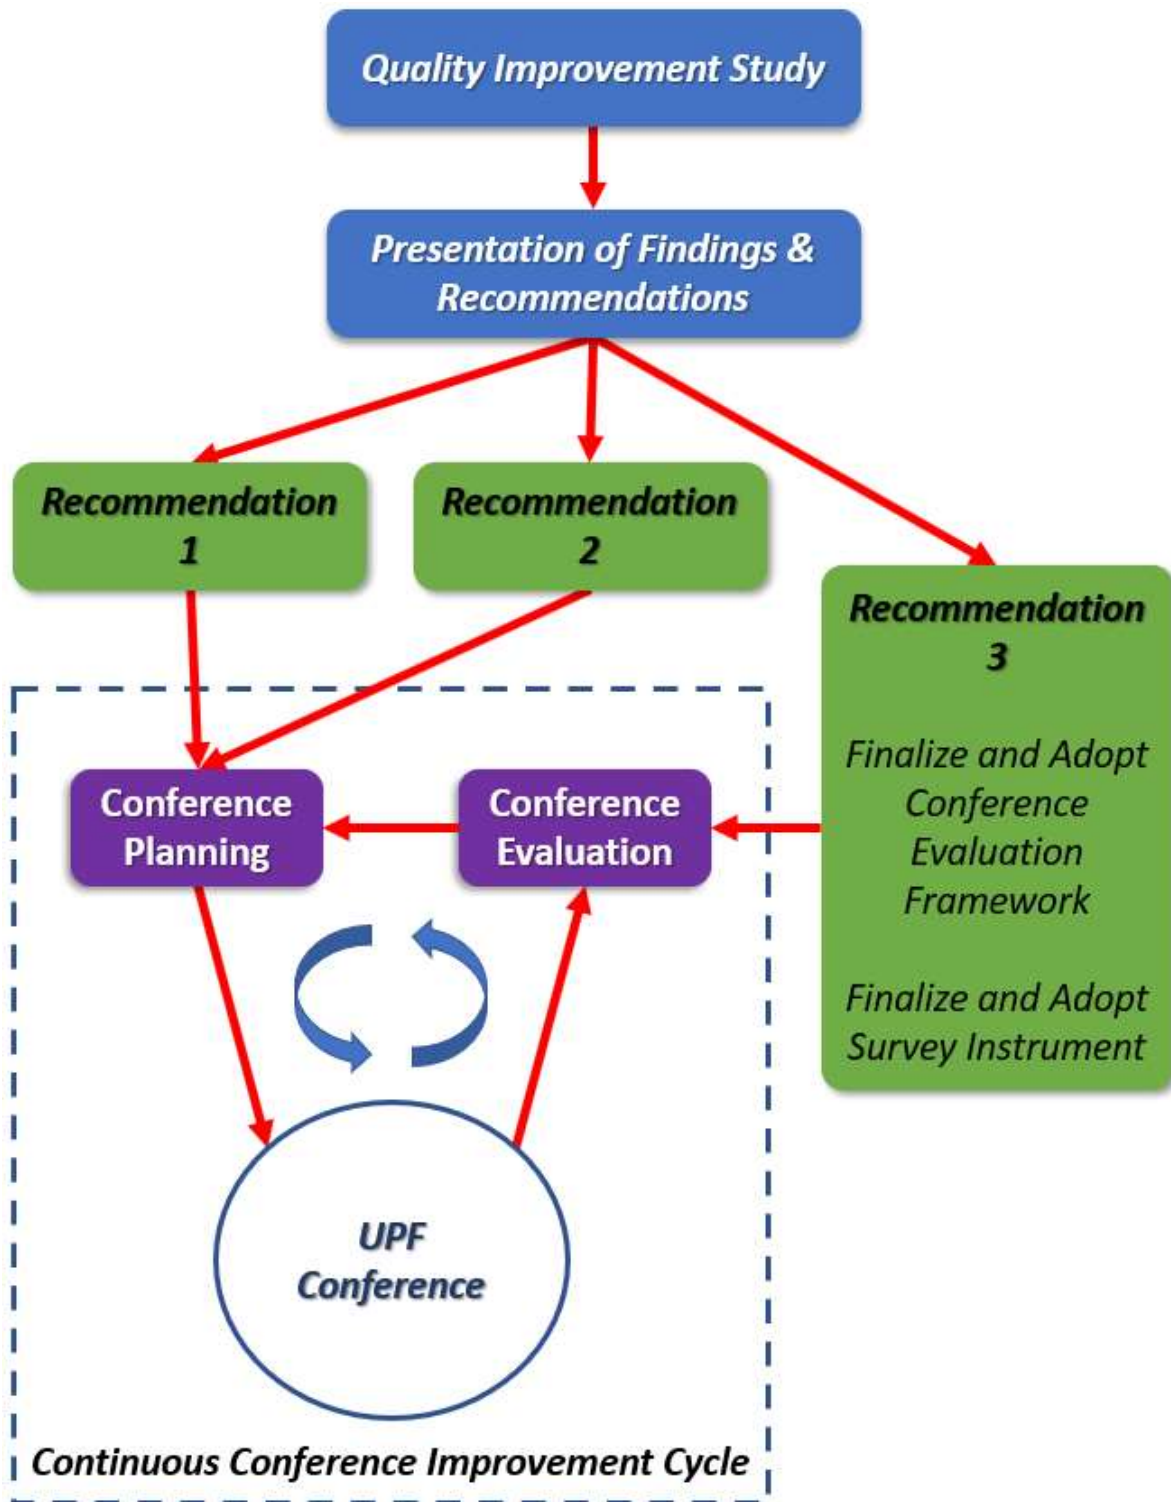 Quality Improvement Study
Presentation of Findings &
Recommendations
Recommendation
1
Recommendation
2
Recommendation
3
Finalize and Adopt
Conference
Evaluation
Framework
Finalize and Adopt
Survey Instrument
Conference
Planning
Conference
Evaluation
UPF
Conference
Continuous Conference Improvement Cycle